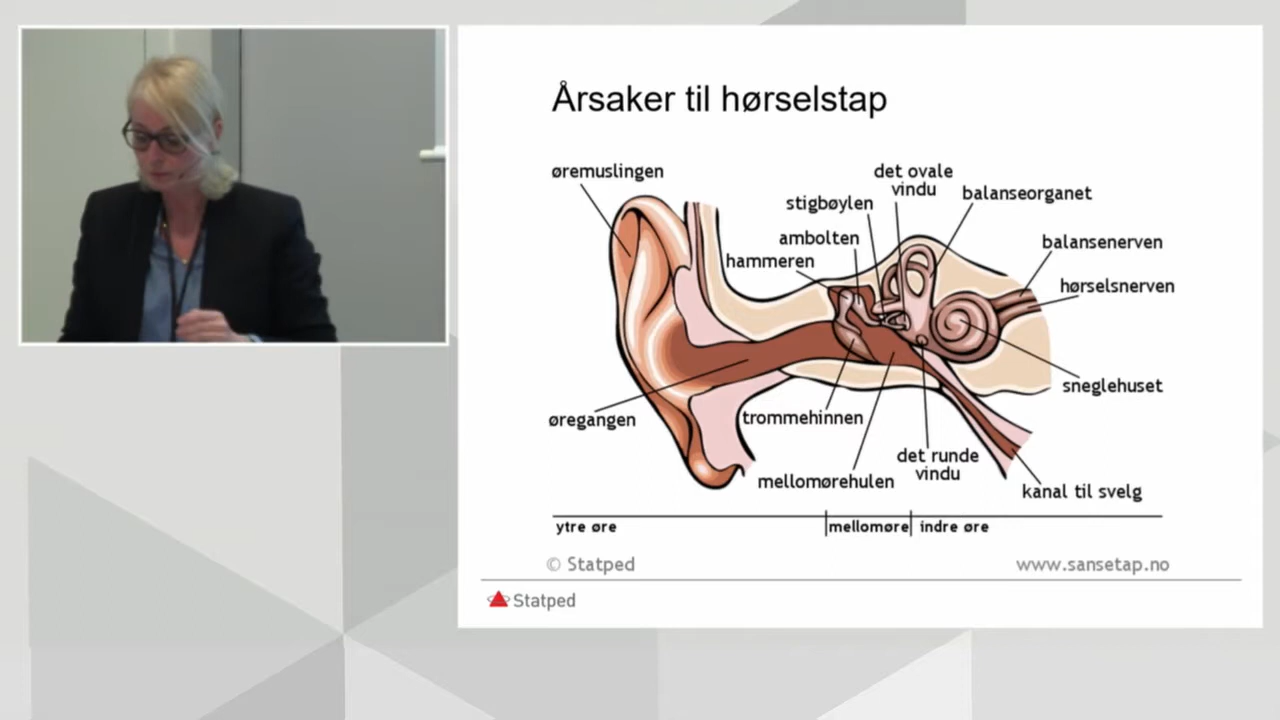 Årsaker til hørselstap
øremuslingen
det ovale
vindu
stigbøylen
balanseorganet
ambolten
hammeren
balansenerven
hørselsnerven
sneglehuset
øregangen
trommehinnen
det runde
vindu
mellomørehulen
kanal til svelg
ytre øre
mellomøre
indre øre
© Statped
www.sansetap.no
Statped